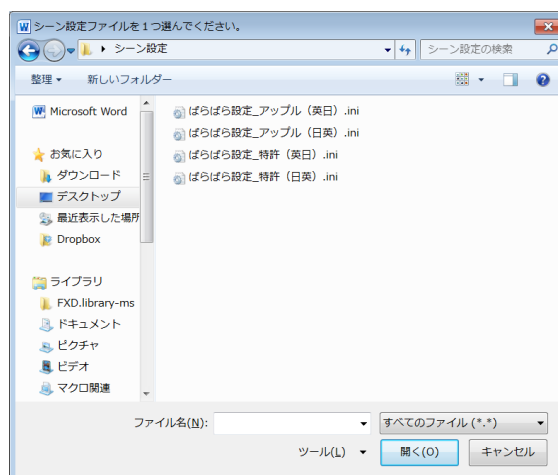 シーン設定ファイルを１つ選んでください。
シーン設定
シーン設定の検索
整理
新しいフォルダー
Microsoft Word
お気に入り
ダウンロード
デスクトップ
最近表示した場所
Dropbox
ライブラリ
FXD.library-ms
ドキュメント
ピクチャ
ビデオ
マクロ関連
ぱらぱら設定_アップル（英日）.ini
ぱらぱら設定_アップル（日英）.ini
ぱらぱら設定_特許（英日）.ini
ぱらぱら設定_特許（日英）.ini
ファイル名(N):
すべてのファイル (*.*)
ツール(L)
開く(O)
キャンセル